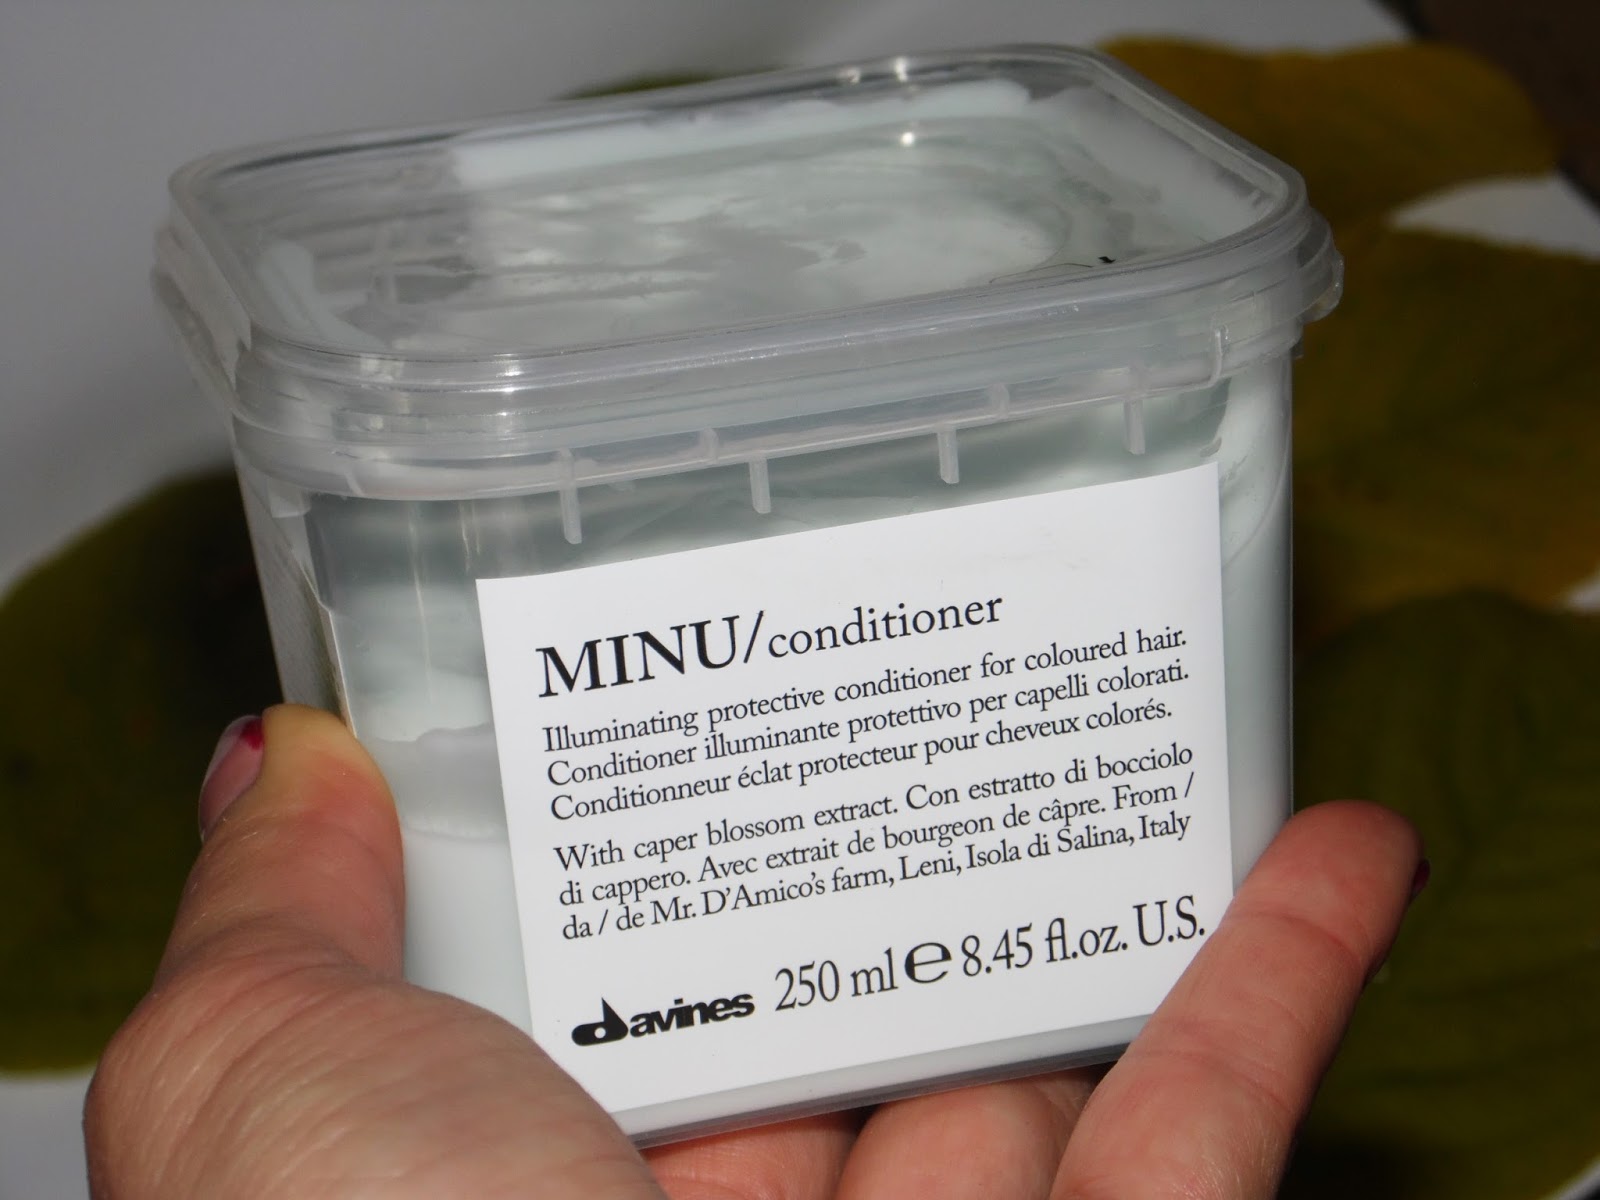 MINU/conditioner
Illuminating protective conditioner for coloured hair.
Conditioner illuminante protettivo per capelli colorati.
Conditionneur éclat protecteur pour cheveux colorés.
With caper blossom extract. Con estratto di bocciolo
di cappero. Avec extrait de bourgeon de câpre. From /
da / de Mr. D'Amico's farm, Leni, Isola di Salina, Italy
davines 250 ml ℮ 8.45 fl.oz. U.S.